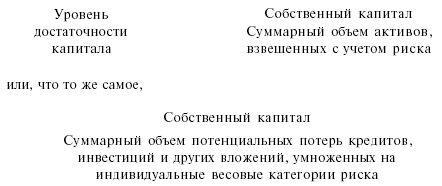 Уровень
достаточности
капитала
Собственный капитал
Суммарный объем активов,
взвешенных с учетом риска
или, что то же самое,
Собственный капитал
Суммарный объем потенциальных потерь кредитов,
инвестиций и других вложений, умноженных на
индивидуальные весовые категории риска